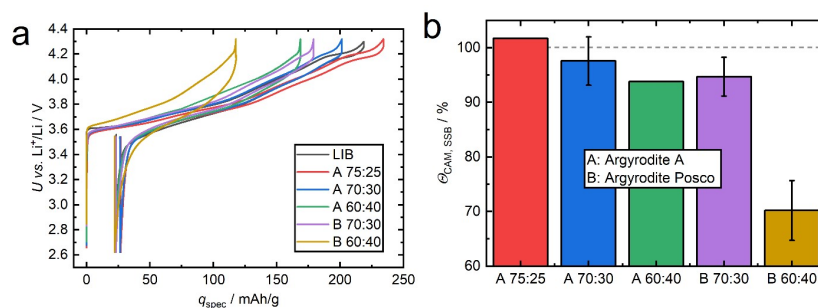 a
4.4
4.2
4.0
3.8
3.6
3.4
3.2
3.0
2.8
2.6
U vs. Li⁺/Li / V
0
50
100
150
200
250
q_spec / mAh/g
LIB
A 75:25
A 70:30
A 60:40
B 70:30
B 60:40
b
100
90
80
70
60
Θ_CAM, SSB / %
A: Argyrodite A
B: Argyrodite Posco
A 75:25
A 70:30
A 60:40
B 70:30
B 60:40